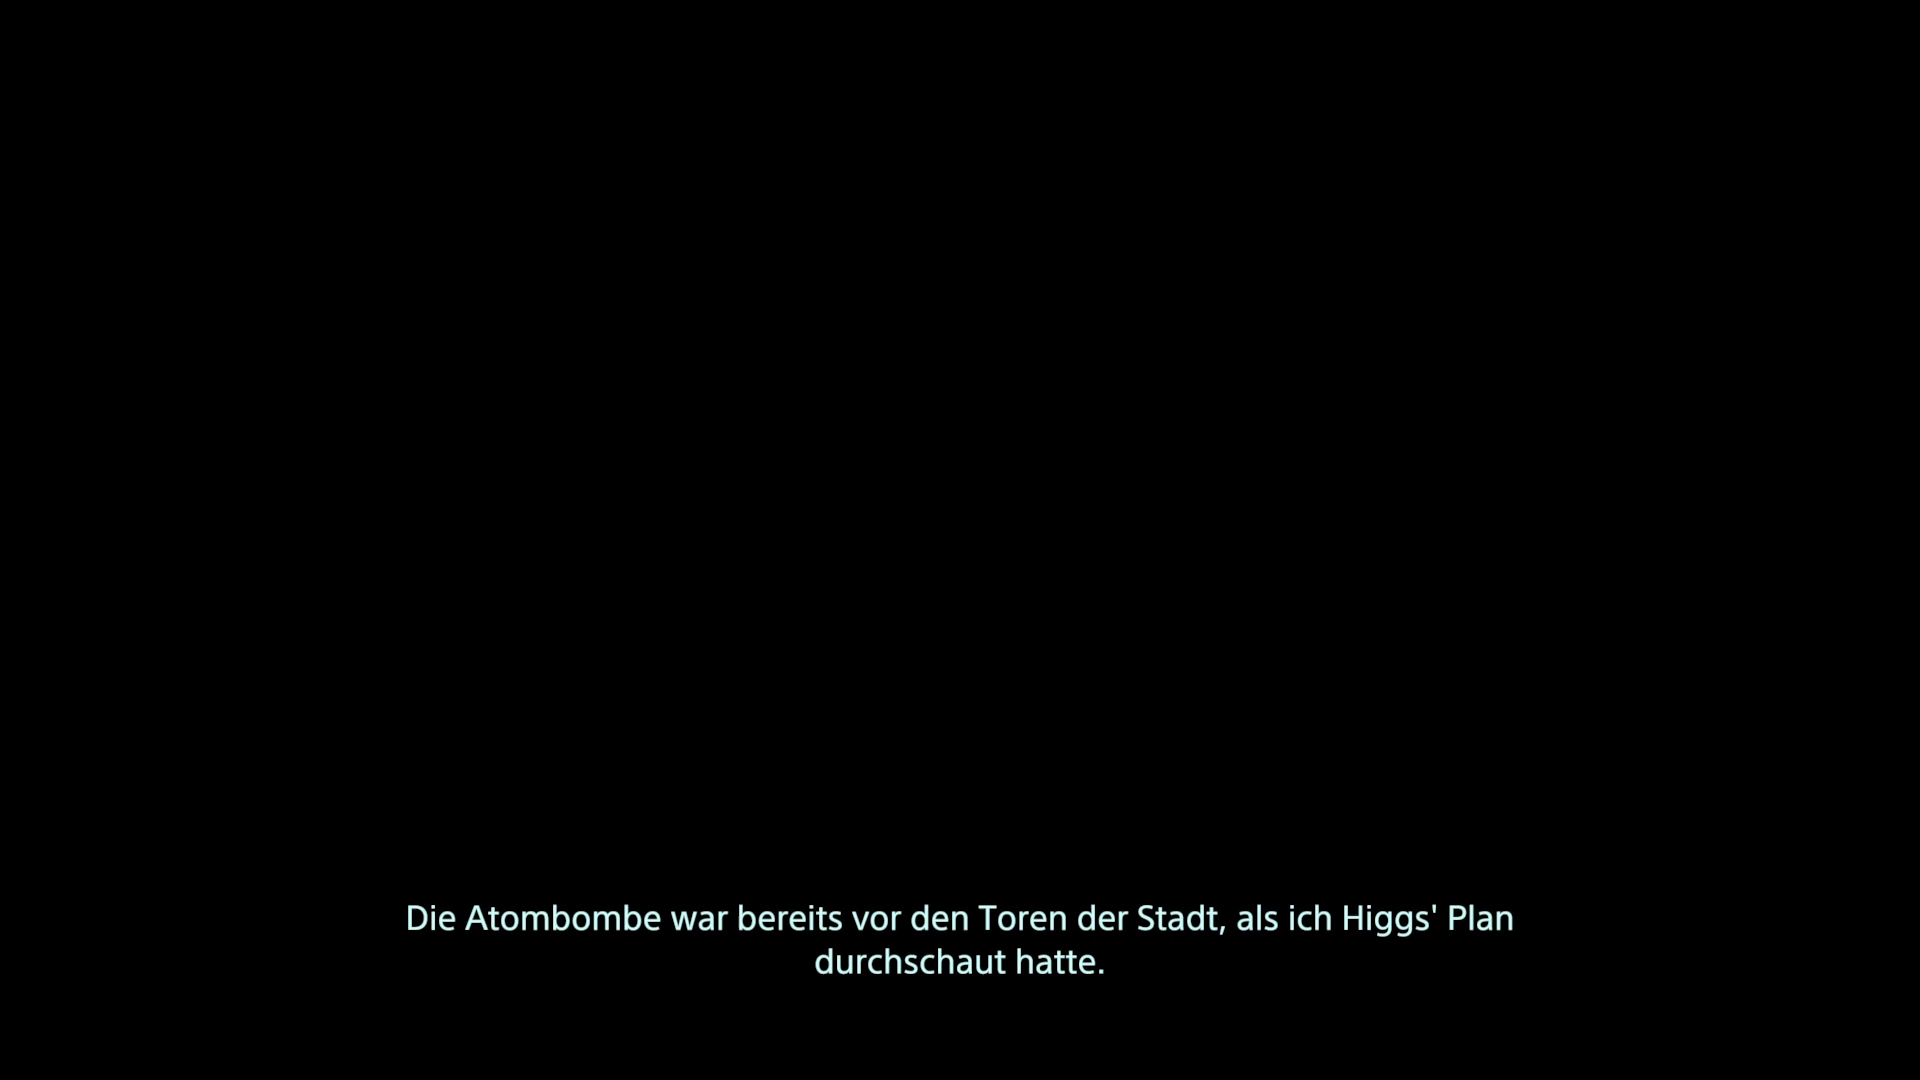 Die Atombombe war bereits vor den Toren der Stadt, als ich Higgs' Plan
durchschaut hatte.